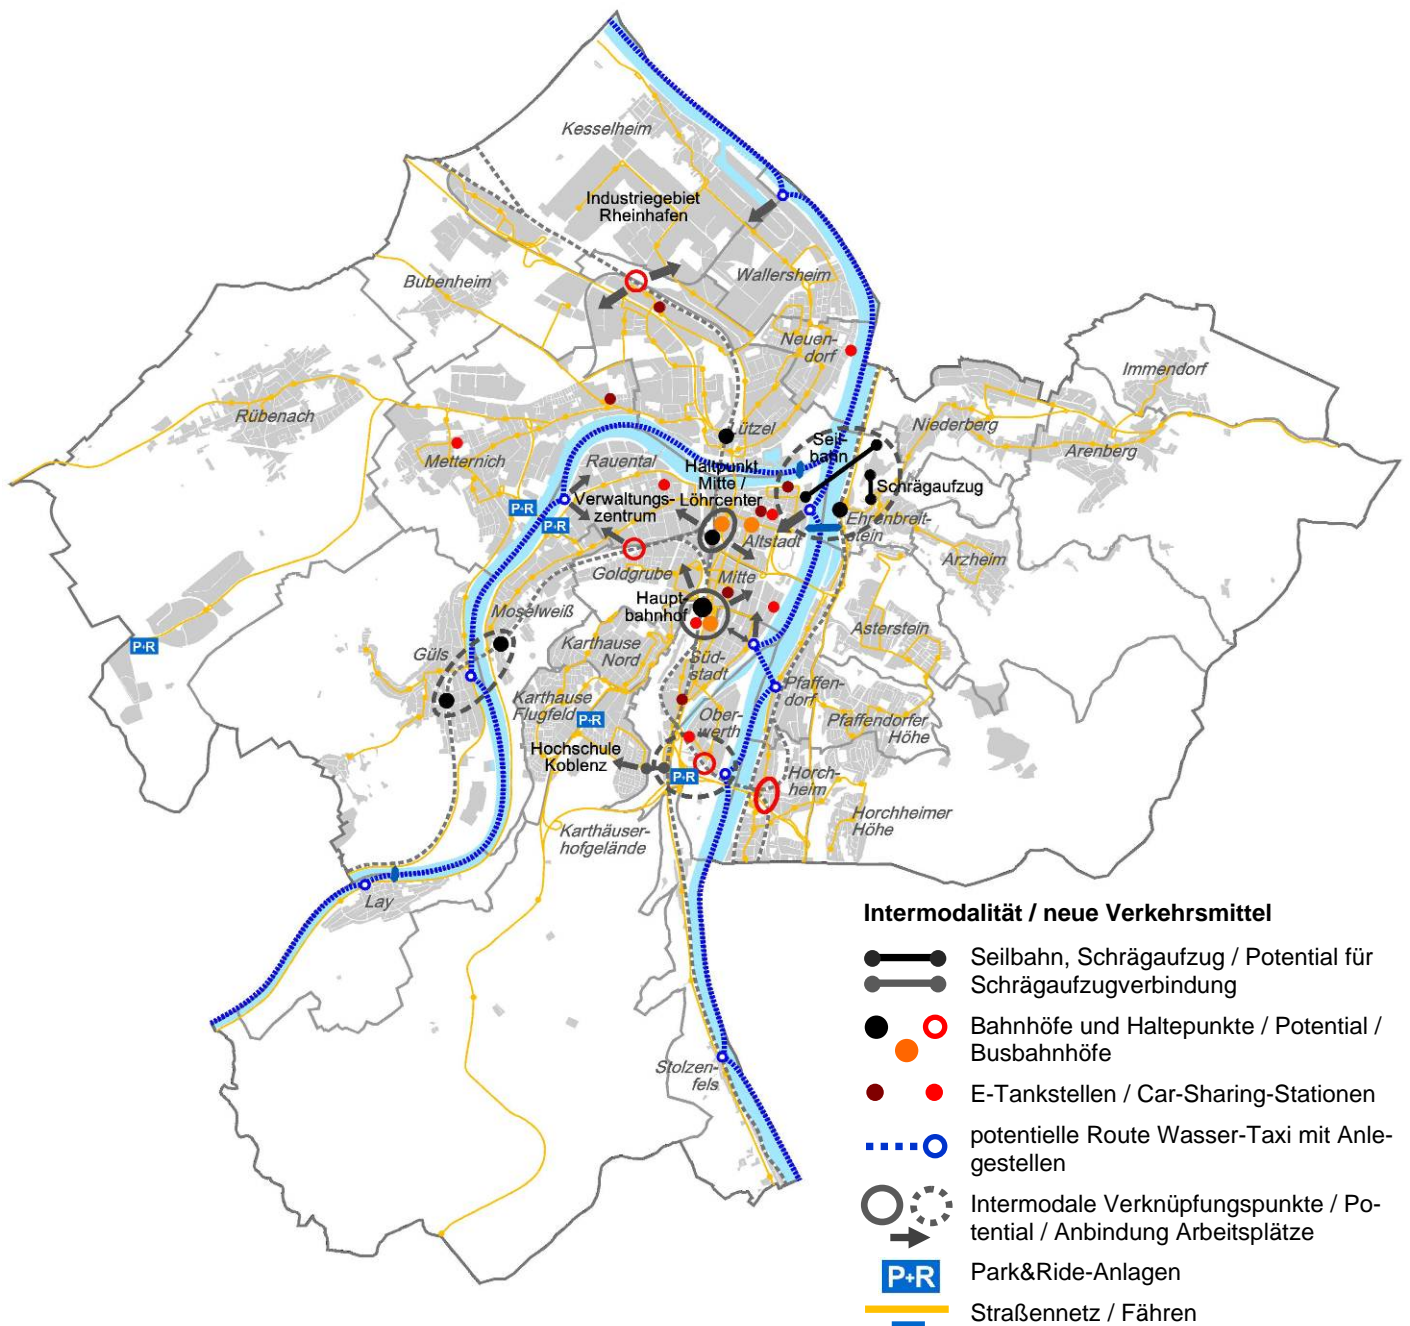 Kesselheim
Industriegebiet
Rheinhafen
Wallersheim
Bubenheim
Neuen-
dorf
Immendorf
Rübenach
Niederberg
Arenberg
Lützel
Seil-
bahn
Metternich
Rauental
Haltpunkt
Mitte /
Löhrcenter
Schrägaufzug
Verwaltungs-
zentrum
P+R
P+R
Altstadt
Ehrenbreit-
stein
Arzheim
Goldgrube
Mitte
Haupt-
bahnhof
Moselweiß
Asterstein
P+R
Güls
Karthause
Nord
Süd-
stadt
Pfaffen-
dorf
Karthause
Flugfeld
P+R
Ober-
werth
Pfaffendorfer
Höhe
Hochschule
Koblenz
P+R
Horch-
heim
Horchheimer
Höhe
Karthäuser-
hofgelände
Lay
Stolzen-
fels
Intermodalität / neue Verkehrsmittel
Seilbahn, Schrägaufzug / Potential für
Schrägaufzugverbindung
Bahnhöfe und Haltepunkte / Potential /
Busbahnhöfe
E-Tankstellen / Car-Sharing-Stationen
potentielle Route Wasser-Taxi mit Anle-
gestellen
Intermodale Verknüpfungspunkte / Po-
tential / Anbindung Arbeitsplätze
P+R
Park&Ride-Anlagen
Straßennetz / Fähren